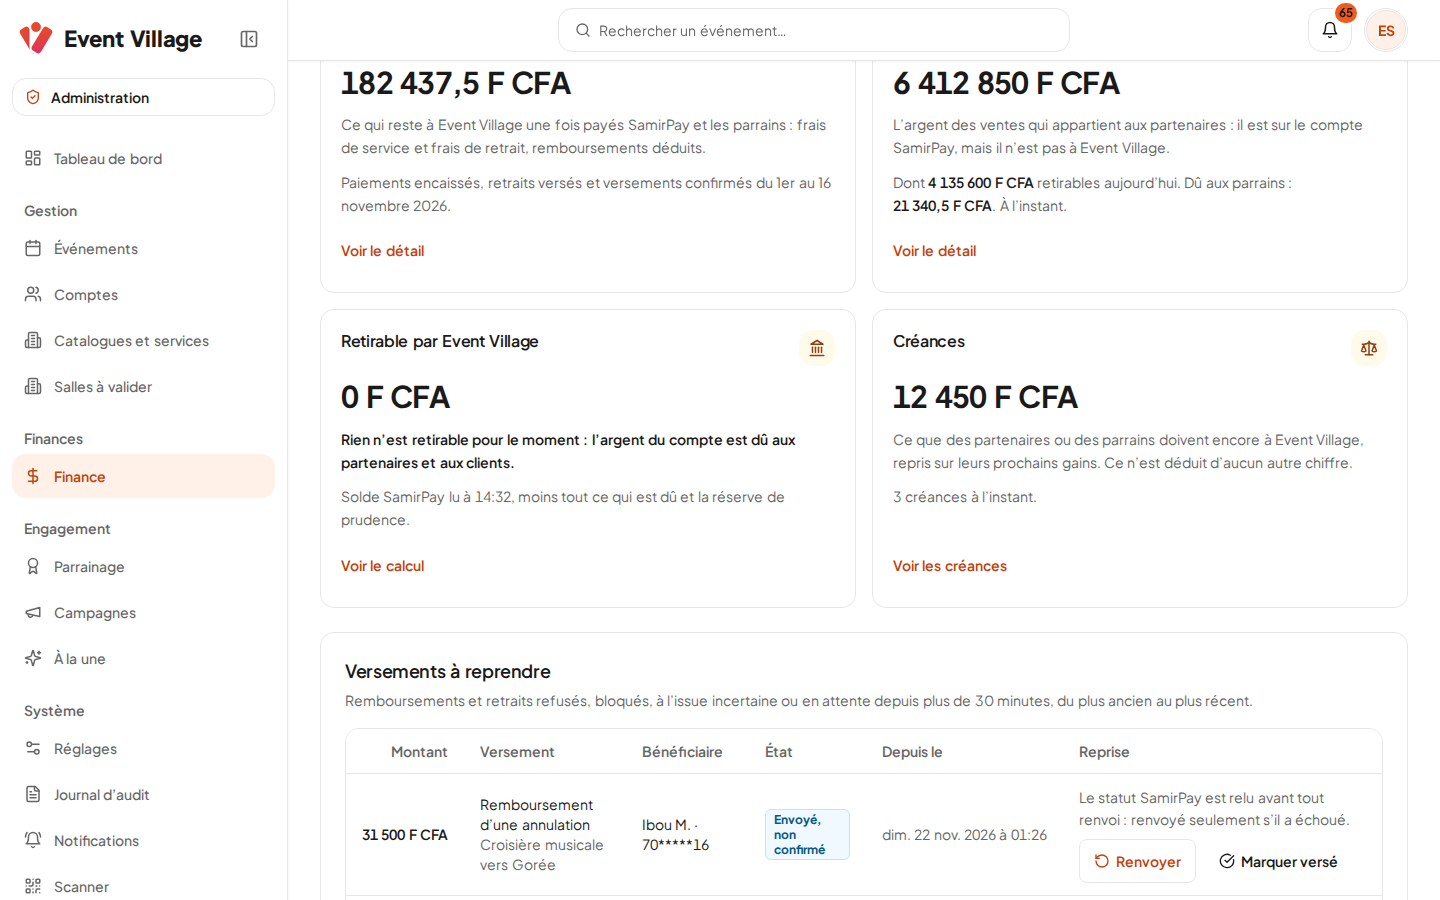 Event Village
Administration
Tableau de bord
Gestion
Événements
Comptes
Catalogues et services
Salles à valider
Finances
Finance
Engagement
Parrainage
Campagnes
À la une
Système
Réglages
Journal d’audit
Notifications
Scanner
Rechercher un événement…
65
ES
182 437,5 F CFA
Ce qui reste à Event Village une fois payés SamirPay et les parrains : frais
de service et frais de retrait, remboursements déduits.
Paiements encaissés, retraits versés et versements confirmés du 1er au 16
novembre 2026.
Voir le détail
6 412 850 F CFA
L’argent des ventes qui appartient aux partenaires : il est sur le compte
SamirPay, mais il n’est pas à Event Village.
Dont 4 135 600 F CFA retirables aujourd’hui. Dû aux parrains :
21 340,5 F CFA. À l’instant.
Voir le détail
Retirable par Event Village
0 F CFA
Rien n’est retirable pour le moment : l’argent du compte est dû aux
partenaires et aux clients.
Solde SamirPay lu à 14:32, moins tout ce qui est dû et la réserve de
prudence.
Voir le calcul
Créances
12 450 F CFA
Ce que des partenaires ou des parrains doivent encore à Event Village,
repris sur leurs prochains gains. Ce n’est déduit d’aucun autre chiffre.
3 créances à l’instant.
Voir les créances
Versements à reprendre
Remboursements et retraits refusés, bloqués, à l’issue incertaine ou en attente depuis plus de 30 minutes, du plus ancien au plus récent.
Montant Versement Bénéficiaire État Depuis le Reprise
31 500 F CFA
Remboursement
d’une annulation
Croisière musicale
vers Gorée
Ibou M. ·
70*****16
Envoyé,
non
confirmé
dim. 22 nov. 2026 à 01:26
Le statut SamirPay est relu avant tout
renvoi : renvoyé seulement s’il a échoué.
Renvoyer Marquer versé